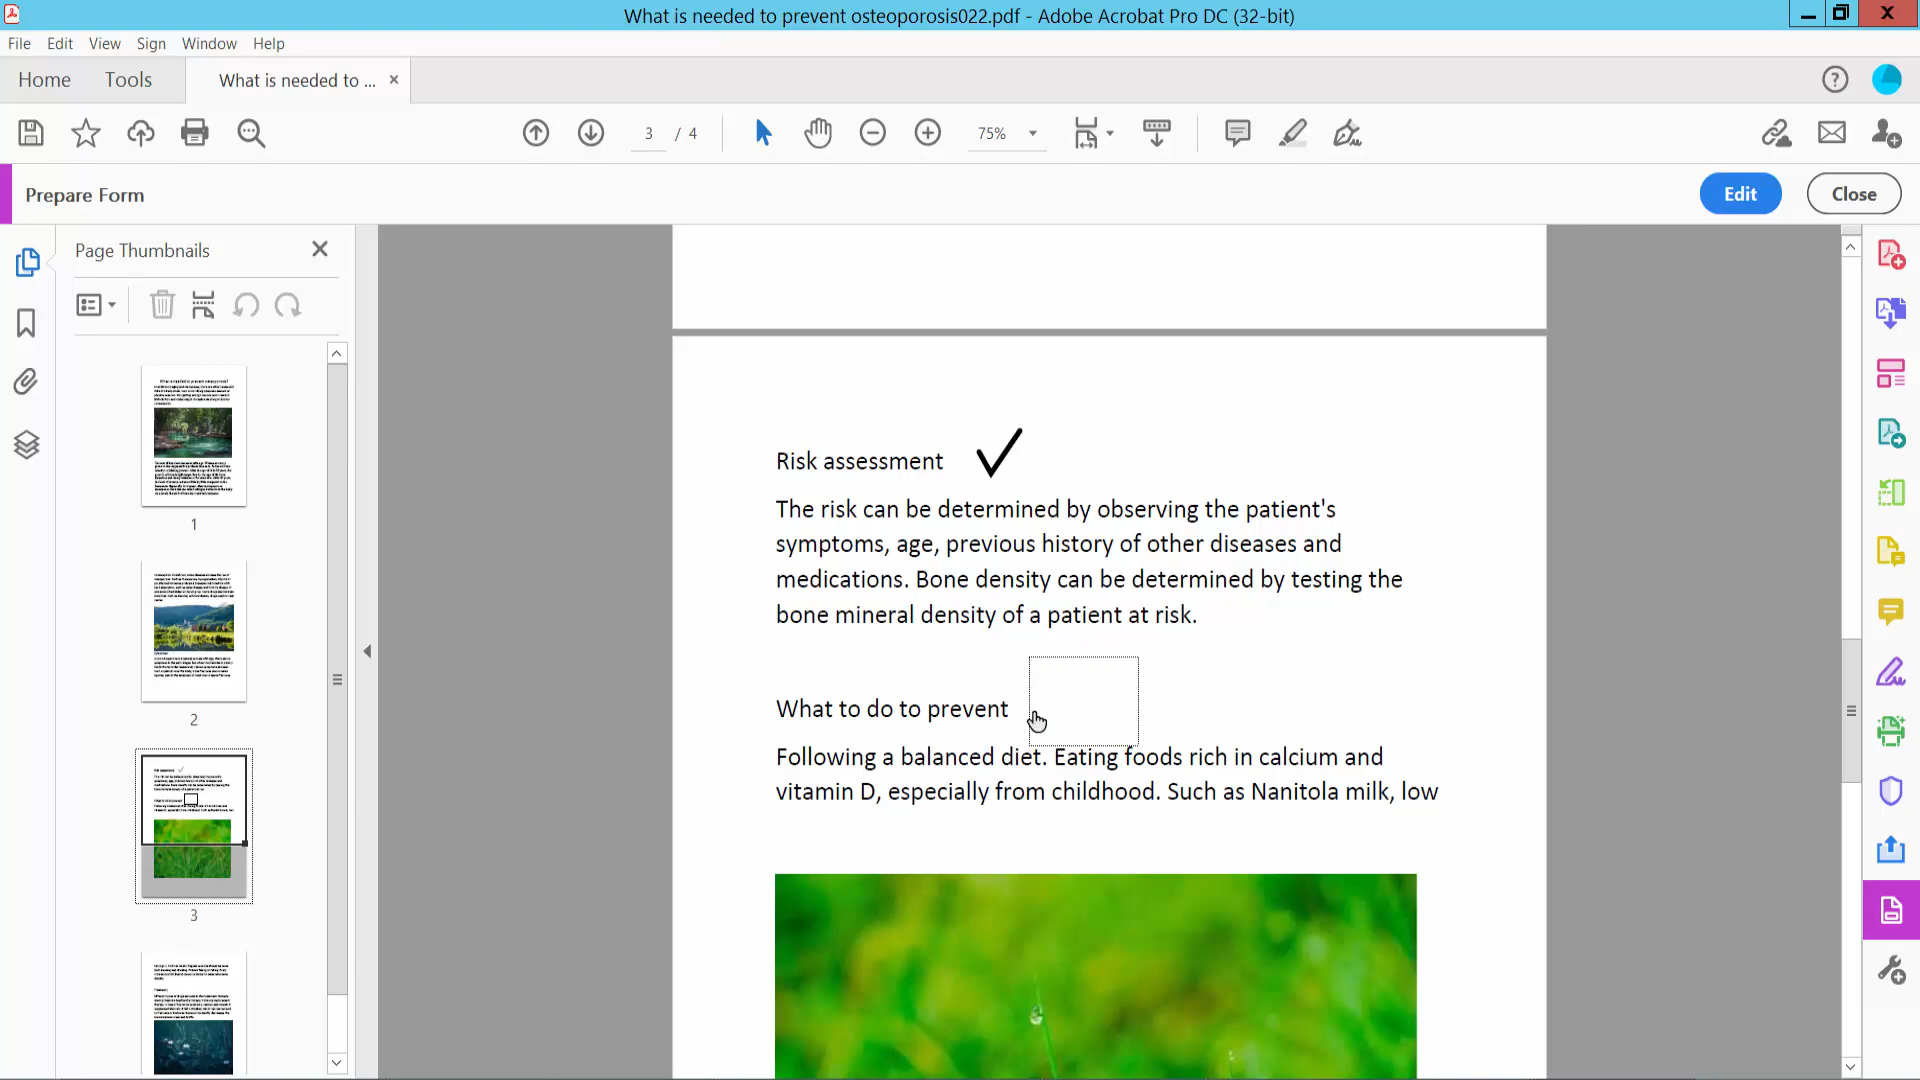 What is needed to prevent osteoporosis022.pdf - Adobe Acrobat Pro DC (32-bit)
File Edit View Sign Window Help
Home Tools What is needed to ...
3 / 4 75%
Prepare Form Edit Close
Page Thumbnails
1
2
3
Risk assessment
The risk can be determined by observing the patient's
symptoms, age, previous history of other diseases and
medications. Bone density can be determined by testing the
bone mineral density of a patient at risk.
What to do to prevent
Following a balanced diet. Eating foods rich in calcium and
vitamin D, especially from childhood. Such as Nanitola milk, low